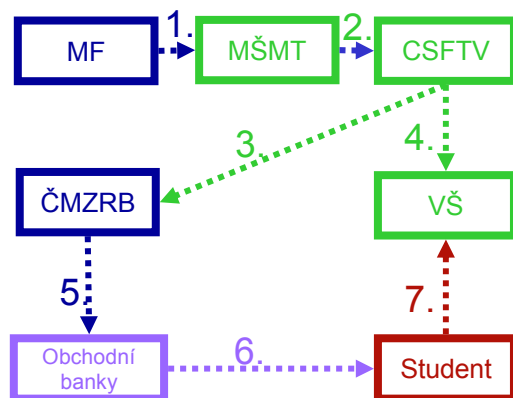 1.
2.
MF
MŠMT
CSFTV
3.
4.
ČMZRB
VŠ
5.
7.
6.
Obchodní
banky
Student